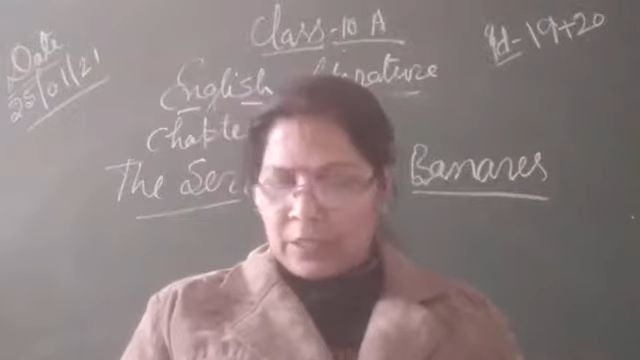 Date
25/01/21
Class-10 A
Pd-19+20
English Literature
Chapte
The Ser Banares